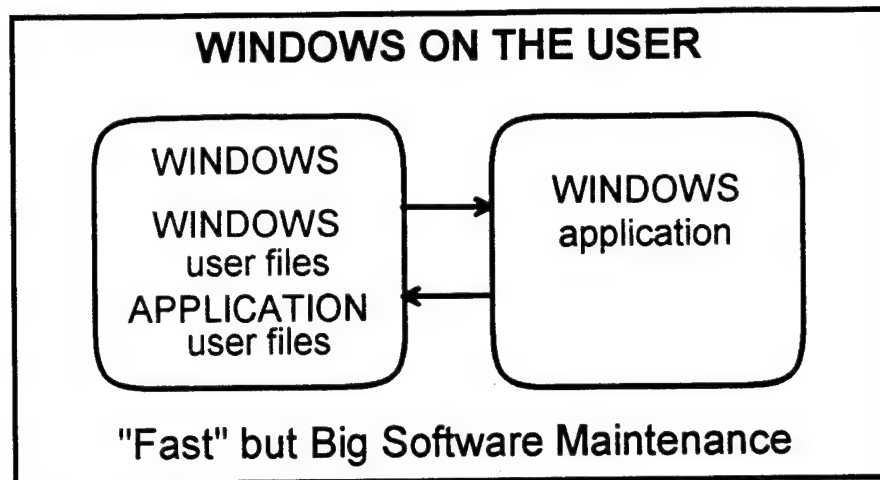 WINDOWS ON THE USER
WINDOWS
WINDOWS
user files
APPLICATION
user files
WINDOWS
application
"Fast" but Big Software Maintenance